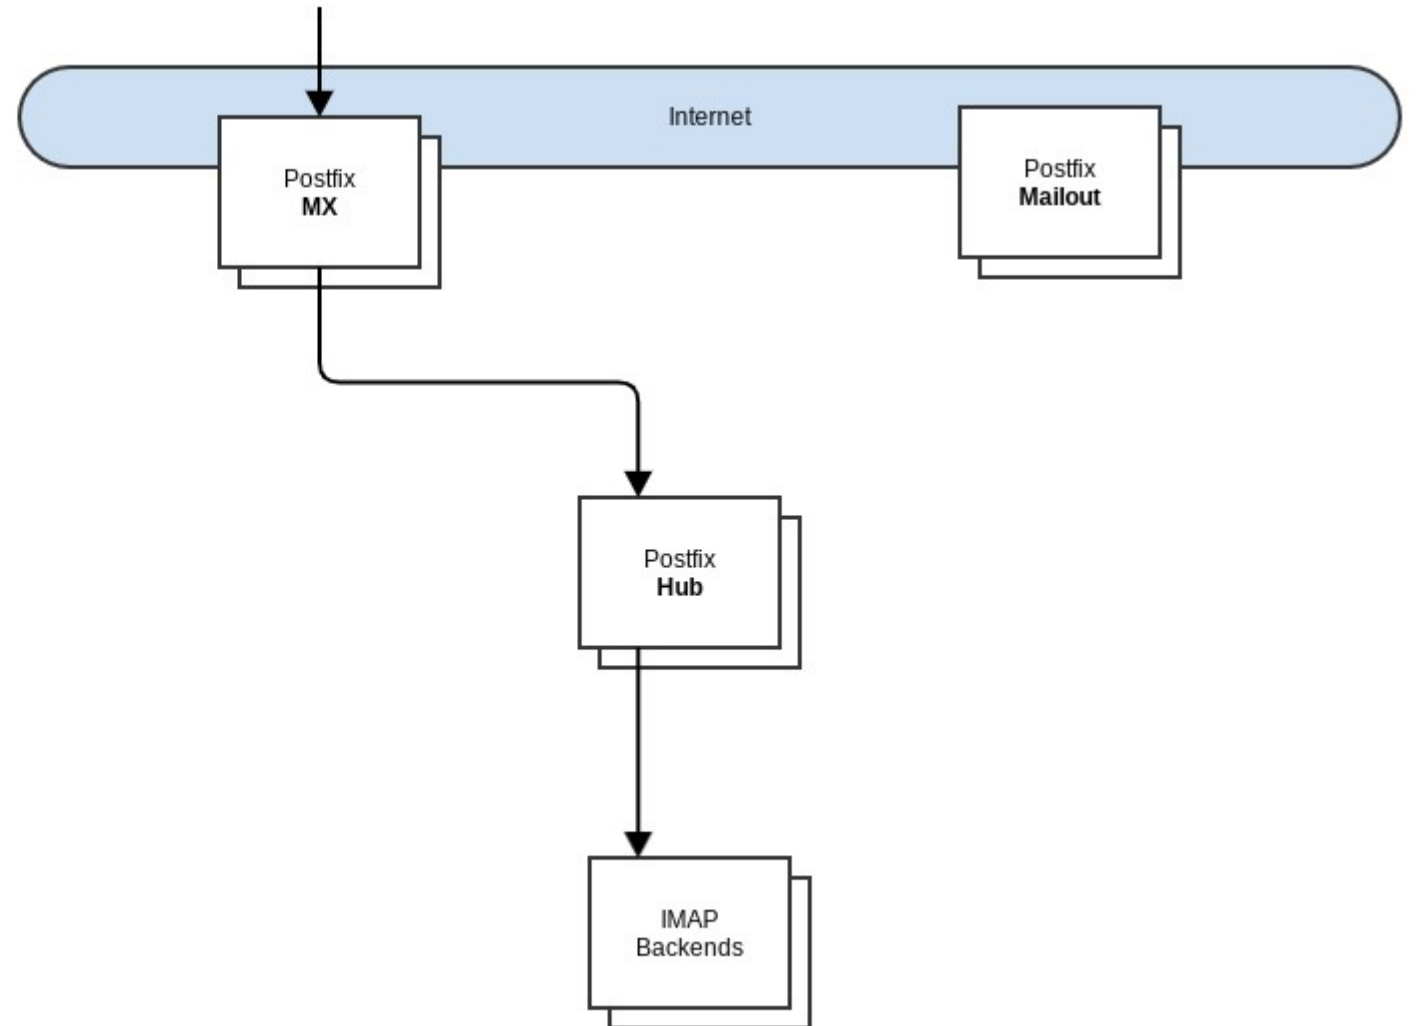 Internet
Postfix
MX
Postfix
Mailout
Postfix
Hub
IMAP
Backends